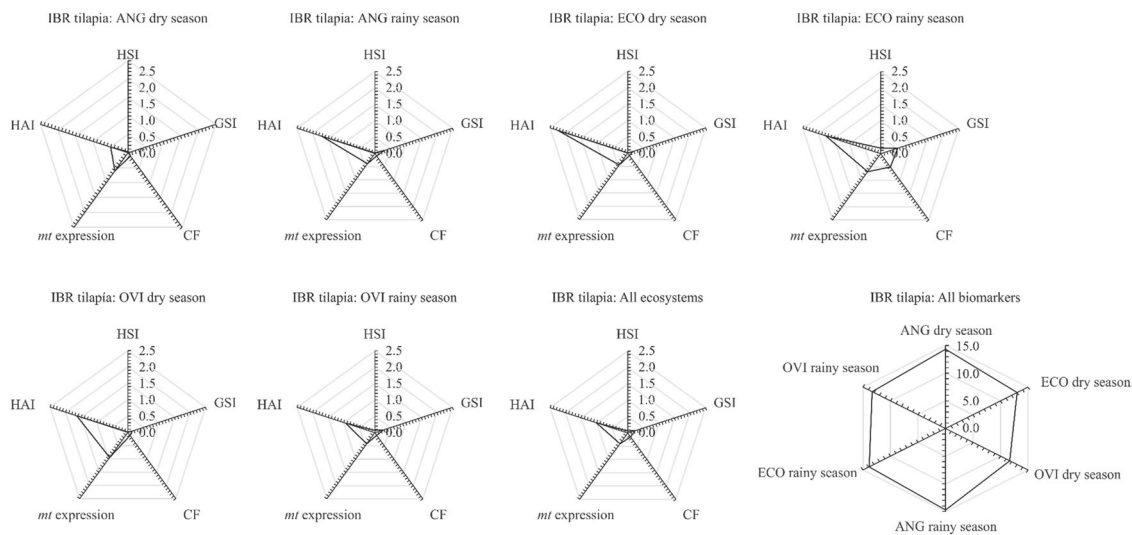 IBR tilapia: ANG dry season
HSI
2.5
2.0
1.5
1.0
0.5
0.0
GSI
CF
mt expression
HAI
IBR tilapia: ANG rainy season
HSI
2.5
2.0
1.5
1.0
0.5
0.0
GSI
CF
mt expression
HAI
IBR tilapia: ECO dry season
HSI
2.5
2.0
1.5
1.0
0.5
0.0
GSI
CF
mt expression
HAI
IBR tilapia: ECO rainy season
HSI
2.5
2.0
1.5
1.0
0.5
0.0
GSI
CF
mt expression
HAI
IBR tilapía: OVI dry season
HSI
2.5
2.0
1.5
1.0
0.5
0.0
GSI
CF
mt expression
HAI
IBR tilapia: OVI rainy season
HSI
2.5
2.0
1.5
1.0
0.5
0.0
GSI
CF
mt expression
HAI
IBR tilapia: All ecosystems
HSI
2.5
2.0
1.5
1.0
0.5
0.0
GSI
CF
mt expression
HAI
IBR tilapia: All biomarkers
ANG dry season
15.0
10.0
5.0
0.0
ECO dry season
OVI dry season
ANG rainy season
ECO rainy season
OVI rainy season